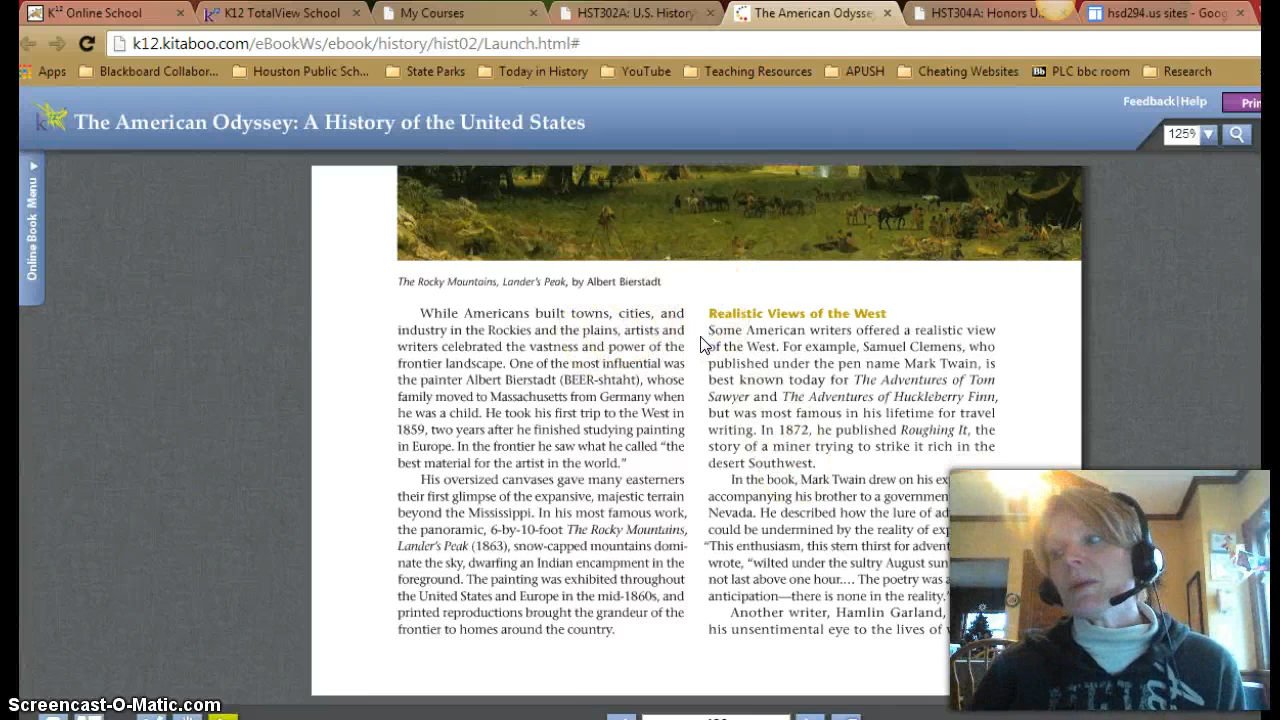 K¹² Online School
K12 TotalView School
My Courses
HST302A: U.S. History
The American Odysse
HST304A: Honors U.S
hsd294.us sites - Goog
k12.kitaboo.com/eBookWs/ebook/history/hist02/Launch.html#
Apps
Blackboard Collabor...
Houston Public Sch...
State Parks
Today in History
YouTube
Teaching Resources
APUSH
Cheating Websites
Bb PLC bbc room
Research
Feedback|Help
Prin
The American Odyssey: A History of the United States
125%
Online Book Menu
The Rocky Mountains, Lander's Peak, by Albert Bierstadt
While Americans built towns, cities, and
industry in the Rockies and the plains, artists and
writers celebrated the vastness and power of the
frontier landscape. One of the most influential was
the painter Albert Bierstadt (BEER-shtaht), whose
family moved to Massachusetts from Germany when
he was a child. He took his first trip to the West in
1859, two years after he finished studying painting
in Europe. In the frontier he saw what he called “the
best material for the artist in the world.”
His oversized canvases gave many easterners
their first glimpse of the expansive, majestic terrain
beyond the Mississippi. In his most famous work,
the panoramic, 6-by-10-foot The Rocky Mountains,
Lander's Peak (1863), snow-capped mountains domi-
nate the sky, dwarfing an Indian encampment in the
foreground. The painting was exhibited throughout
the United States and Europe in the mid-1860s, and
printed reproductions brought the grandeur of the
frontier to homes around the country.
Realistic Views of the West
Some American writers offered a realistic view
of the West. For example, Samuel Clemens, who
published under the pen name Mark Twain, is
best known today for The Adventures of Tom
Sawyer and The Adventures of Huckleberry Finn,
but was most famous in his lifetime for travel
writing. In 1872, he published Roughing It, the
story of a miner trying to strike it rich in the
desert Southwest.
In the book, Mark Twain drew on his ex
accompanying his brother to a government
Nevada. He described how the lure of ad
could be undermined by the reality of exp
“This enthusiasm, this stern thirst for advent
wrote, “wilted under the sultry August sun
not last above one hour.... The poetry was a
anticipation—there is none in the reality.”
Another writer, Hamlin Garland,
his unsentimental eye to the lives of
Screencast-O-Matic.com